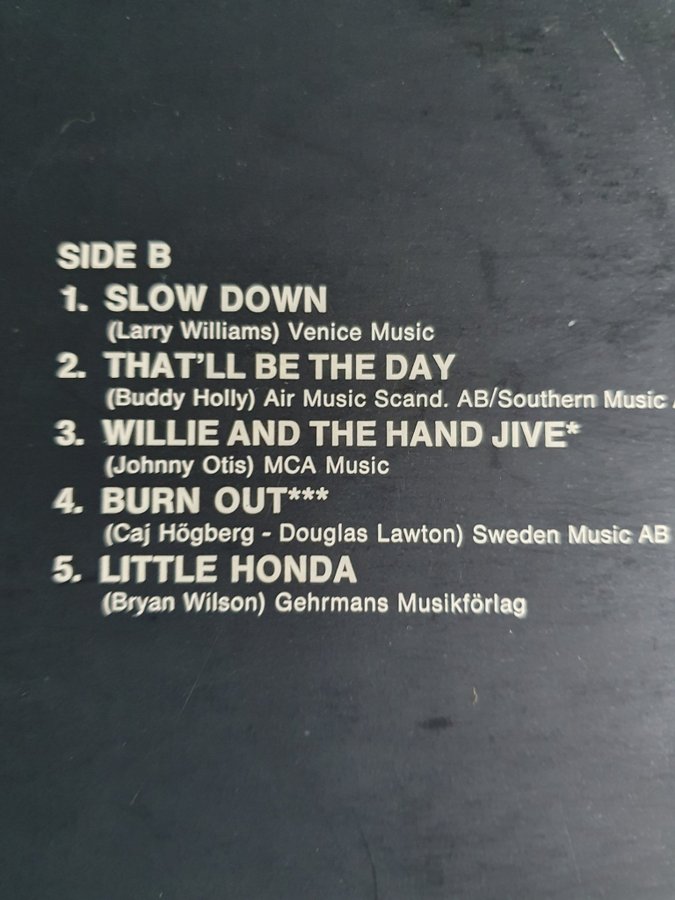 SIDE B
1. SLOW DOWN
(Larry Williams) Venice Music
2. THAT'LL BE THE DAY
(Buddy Holly) Air Music Scand. AB/Southern Music
3. WILLIE AND THE HAND JIVE*
(Johnny Otis) MCA Music
4. BURN OUT***
(Caj Högberg - Douglas Lawton) Sweden Music AB
5. LITTLE HONDA
(Bryan Wilson) Gehrmans Musikförlag